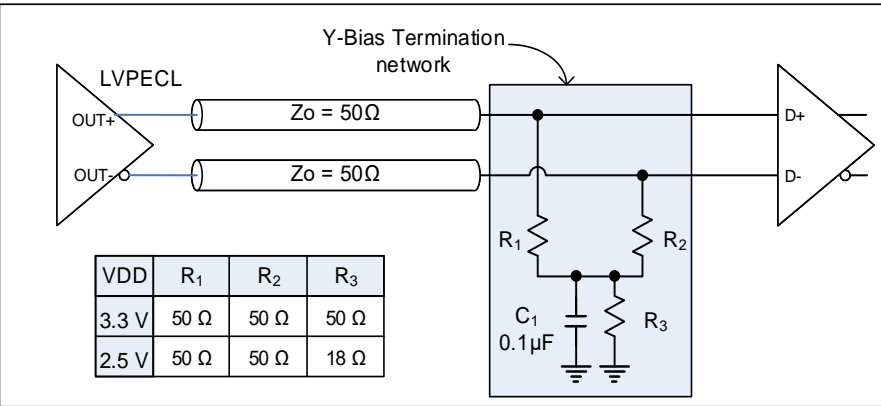 Y-Bias Termination
network
LVPECL
OUT+
Zo = 50Ω
D+
OUT-
Zo = 50Ω
D-
R1
R2
VDD R1 R2 R3
3.3 V 50 Ω 50 Ω 50 Ω
2.5 V 50 Ω 50 Ω 18 Ω
C1
0.1µF
R3